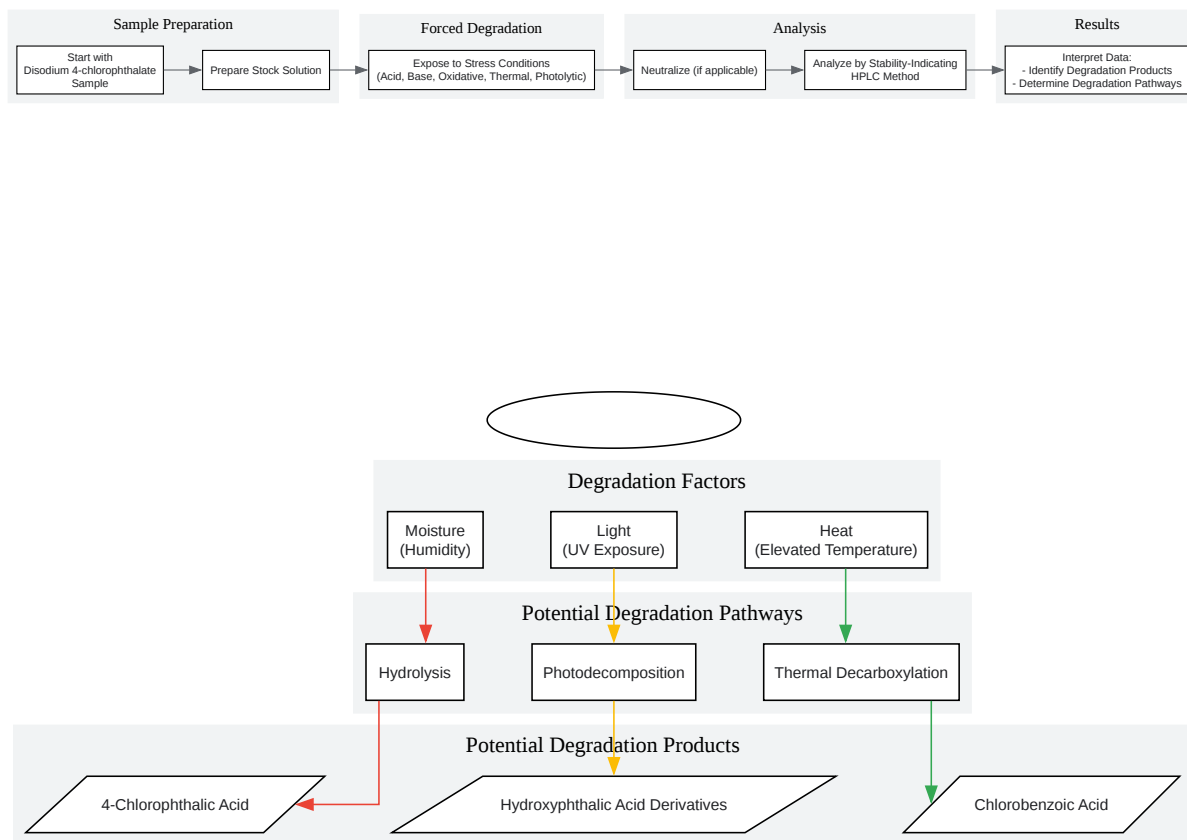 Sample Preparation
Start with
Disodium 4-chlorophthalate
Sample
Prepare Stock Solution
Forced Degradation
Expose to Stress Conditions
(Acid, Base, Oxidative, Thermal, Photolytic)
Analysis
Neutralize (if applicable)
Analyze by Stability-Indicating
HPLC Method
Results
Interpret Data:
- Identify Degradation Products
- Determine Degradation Pathways
Degradation Factors
Moisture
(Humidity)
Light
(UV Exposure)
Heat
(Elevated Temperature)
Potential Degradation Pathways
Hydrolysis
Photodecomposition
Thermal Decarboxylation
Potential Degradation Products
4-Chlorophthalic Acid
Hydroxyphthalic Acid Derivatives
Chlorobenzoic Acid